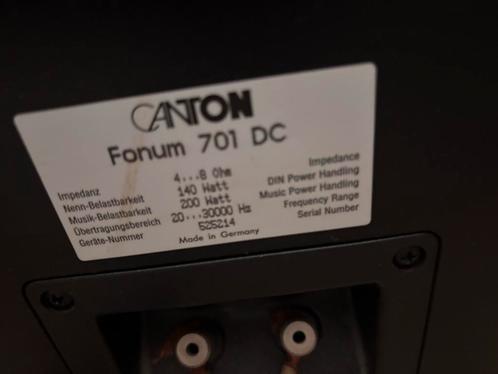 CANTON
Fonum 701 DC
Impedanz 4...8 Ohm Impedance
Nenn-Belastbarkeit 140 Watt DIN Power Handling
Musik-Belastbarkeit 200 Watt Music Power Handling
Übertragungsbereich 20...30000 Hz Frequency Range
Geräte-Nummer 525214 Serial Number
Made in Germany